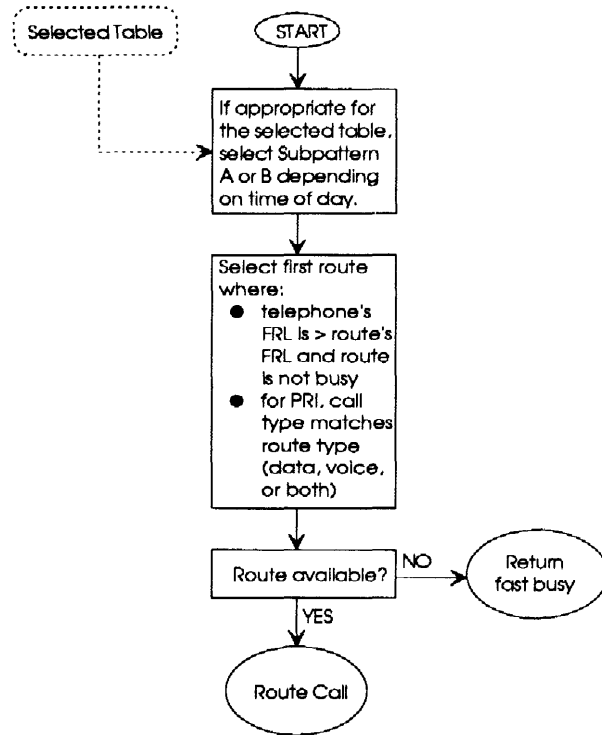 Selected Table
START
If appropriate for
the selected table,
select Subpattern
A or B depending
on time of day.
Select first route
where:
● telephone's
FRL is > route's
FRL and route
is not busy
● for PRI, call
type matches
route type
(data, voice,
or both)
Route available?
NO
Return
fast busy
YES
Route Call